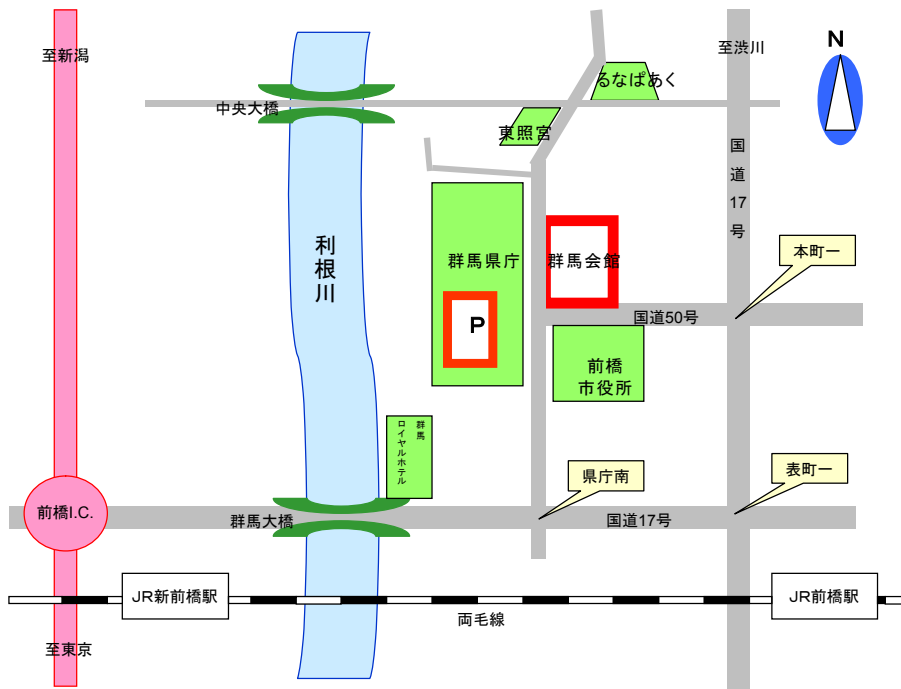 至新潟
至渋川
N
るなぱあく
中央大橋
東照宮
国道17号
利根川
群馬県庁
群馬会館
本町一
P
国道50号
前橋
市役所
群馬
ロイヤルホテル
県庁南
表町一
前橋I.C.
群馬大橋
国道17号
JR新前橋駅
JR前橋駅
両毛線
至東京